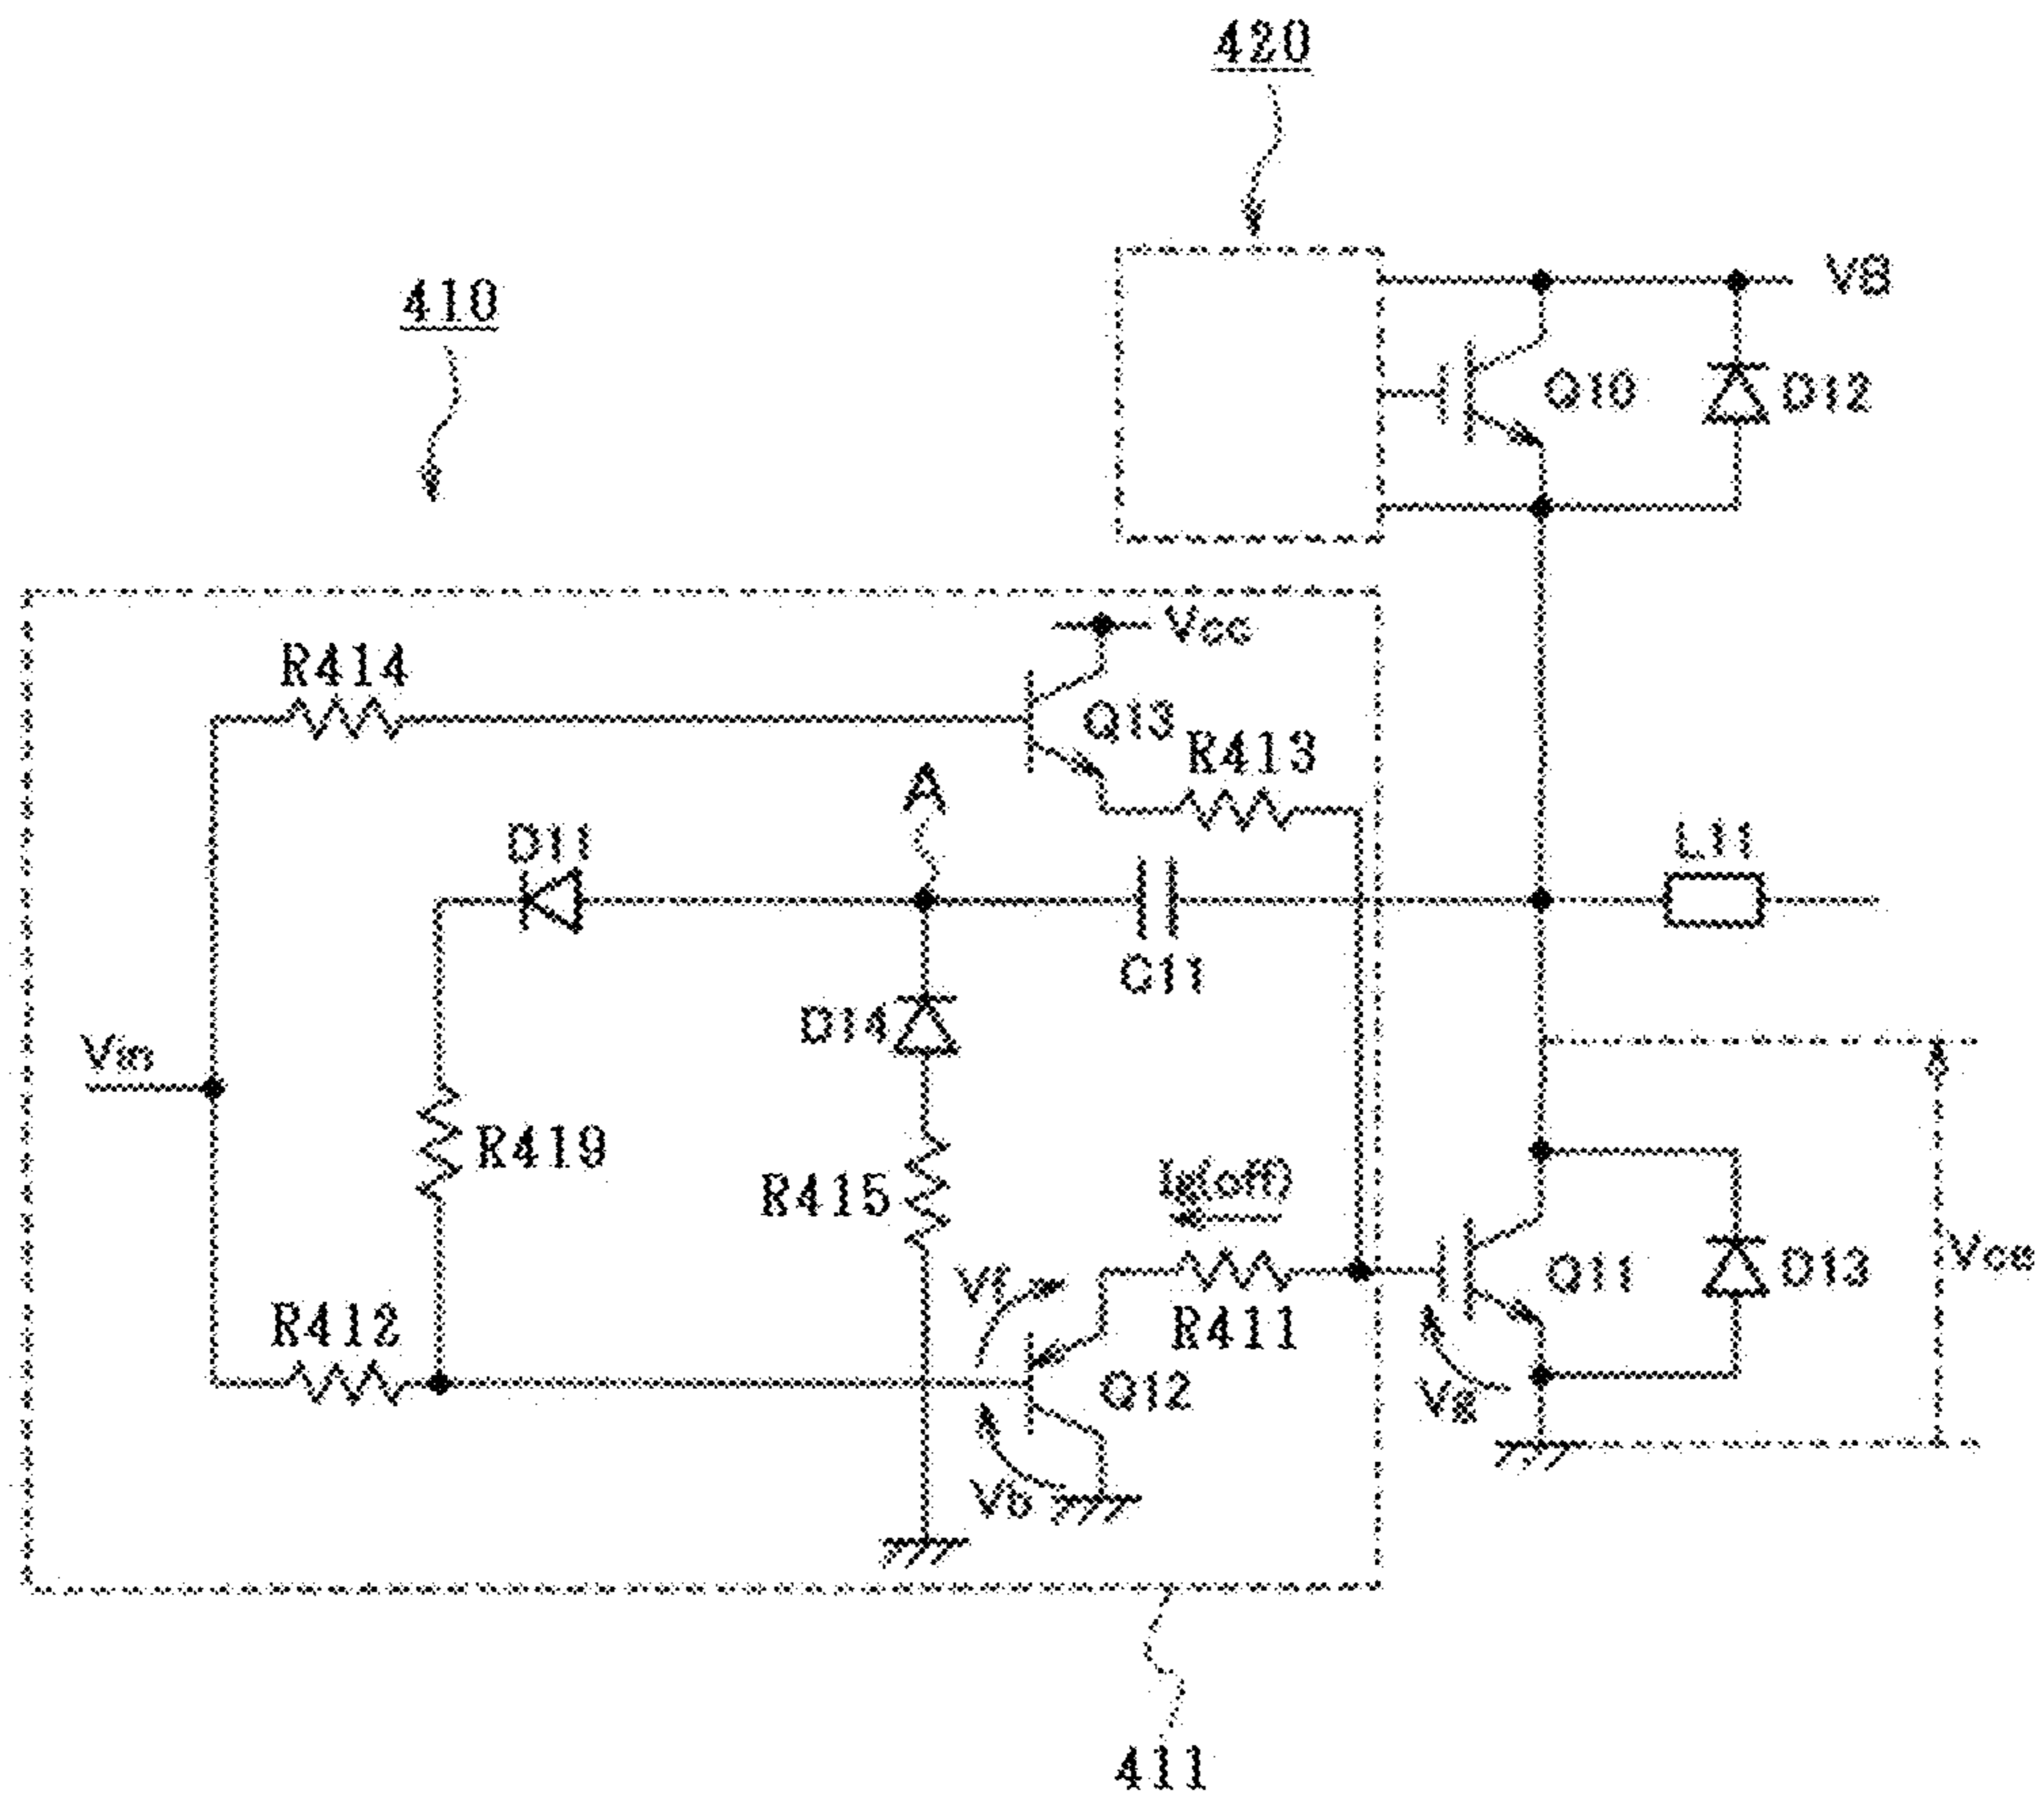 420
VB
410
Q10
D12
Vcc
R414
Q13
R413
A
D11
L11
C11
D14
Vin
R419
R415
Ig(off)
Vce
Q11
D13
Vf
R412
R411
Q12
Vg
Vb
411